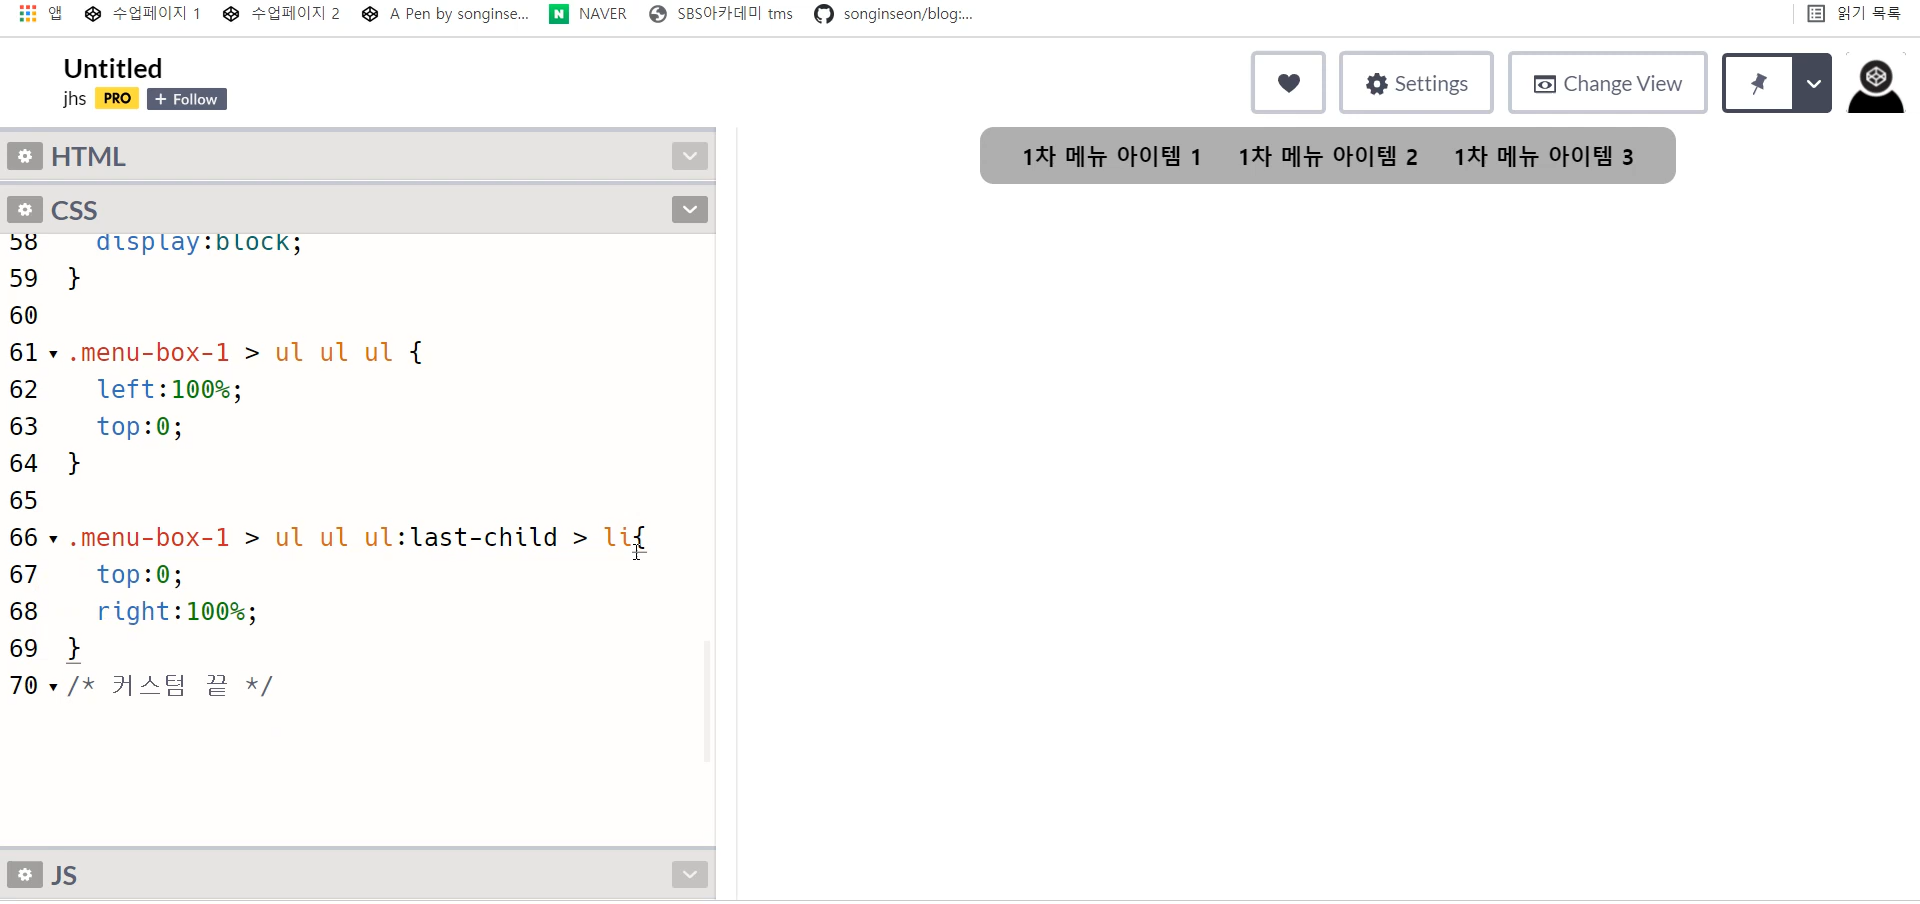 앱 수업페이지 1 수업페이지 2 A Pen by songinse... N NAVER SBS아카데미 tms songinseon/blog:... 읽기 목록
Untitled
jhs PRO + Follow
Settings Change View
HTML
1차 메뉴 아이템 1 1차 메뉴 아이템 2 1차 메뉴 아이템 3
CSS
58 display:block;
59 }
60
61 .menu-box-1 > ul ul ul {
62 left:100%;
63 top:0;
64 }
65
66 .menu-box-1 > ul ul ul:last-child > li{
67 top:0;
68 right:100%;
69 }
70 /* 커스텀 끝 */
JS